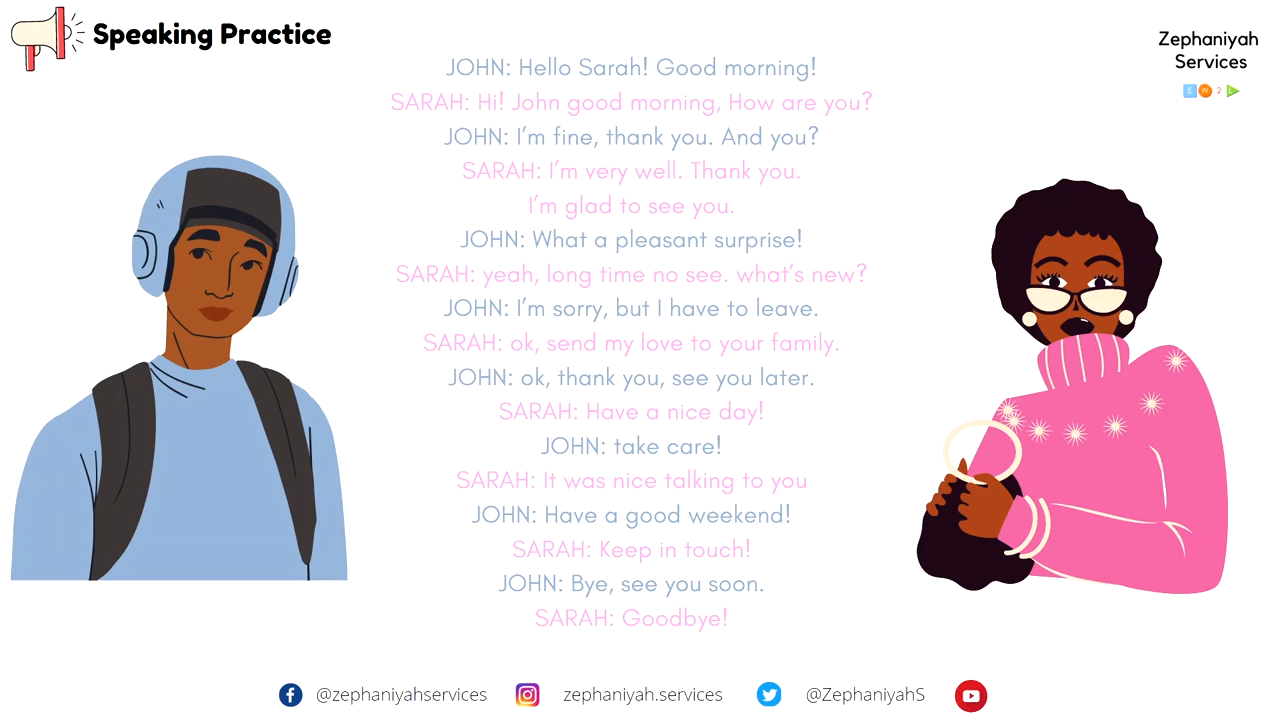 Speaking Practice
Zephaniyah
Services
E W 2 L
JOHN: Hello Sarah! Good morning!
SARAH: Hi! John good morning, How are you?
JOHN: I'm fine, thank you. And you?
SARAH: I'm very well. Thank you.
I'm glad to see you.
JOHN: What a pleasant surprise!
SARAH: yeah, long time no see. what's new?
JOHN: I'm sorry, but I have to leave.
SARAH: ok, send my love to your family.
JOHN: ok, thank you, see you later.
SARAH: Have a nice day!
JOHN: take care!
SARAH: It was nice talking to you
JOHN: Have a good weekend!
SARAH: Keep in touch!
JOHN: Bye, see you soon.
SARAH: Goodbye!
@zephaniyahservices zephaniyah.services @ZephaniyahS